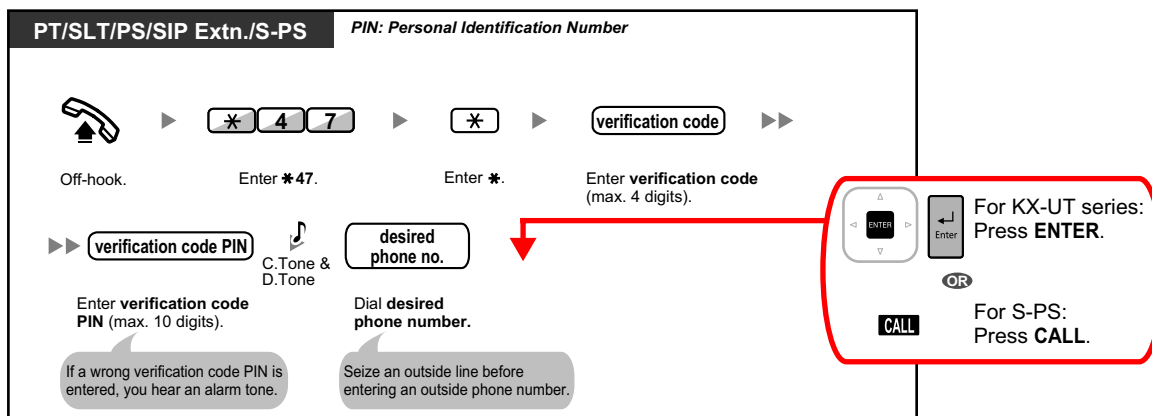 PT/SLT/PS/SIP Extn./S-PS
PIN: Personal Identification Number
✱ 4 7
✱
verification code
Off-hook.
Enter ✱47.
Enter ✱.
Enter verification code
(max. 4 digits).
verification code PIN
C.Tone &
D.Tone
desired
phone no.
Enter verification code
PIN (max. 10 digits).
Dial desired
phone number.
If a wrong verification code PIN is
entered, you hear an alarm tone.
Seize an outside line before
entering an outside phone number.
ENTER
Enter
For KX-UT series:
Press ENTER.
OR
CALL
For S-PS:
Press CALL.